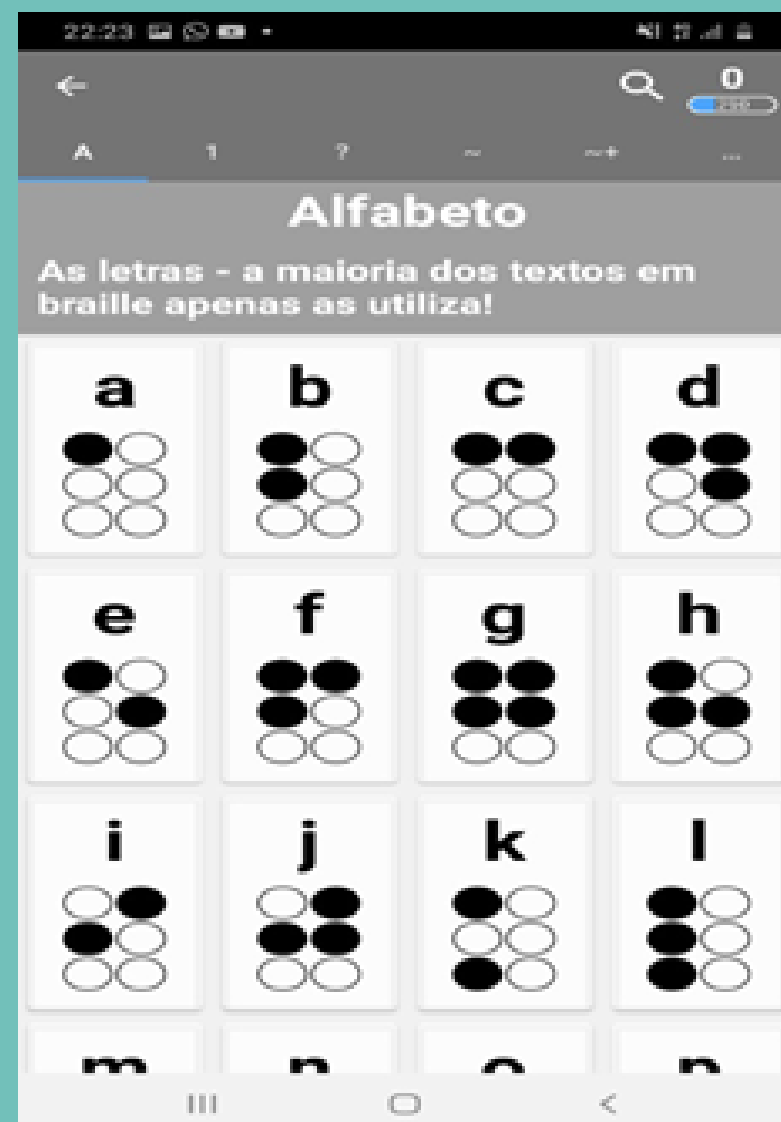 22:23
0
A 1 ? ~ ~+ ...
Alfabeto
As letras - a maioria dos textos em
braille apenas as utiliza!
a b c d
e f g h
i j k l
m n o p